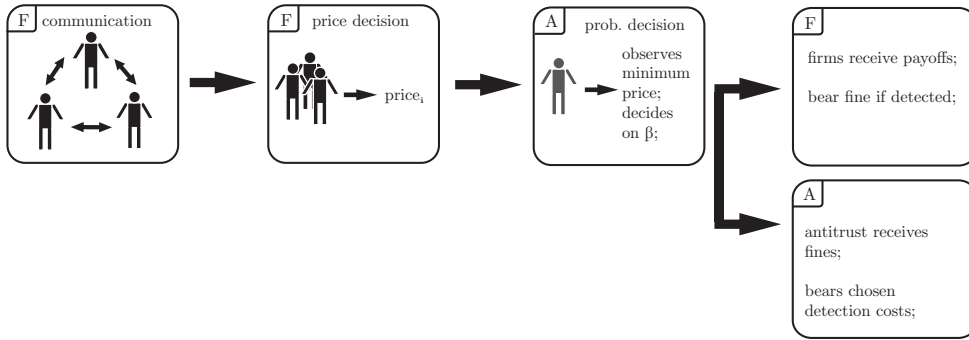 F communication
F price decision
priceᵢ
A prob. decision
observes
minimum
price;
decides
on β;
F
firms receive payoffs;
bear fine if detected;
A
antitrust receives
fines;
bears chosen
detection costs;